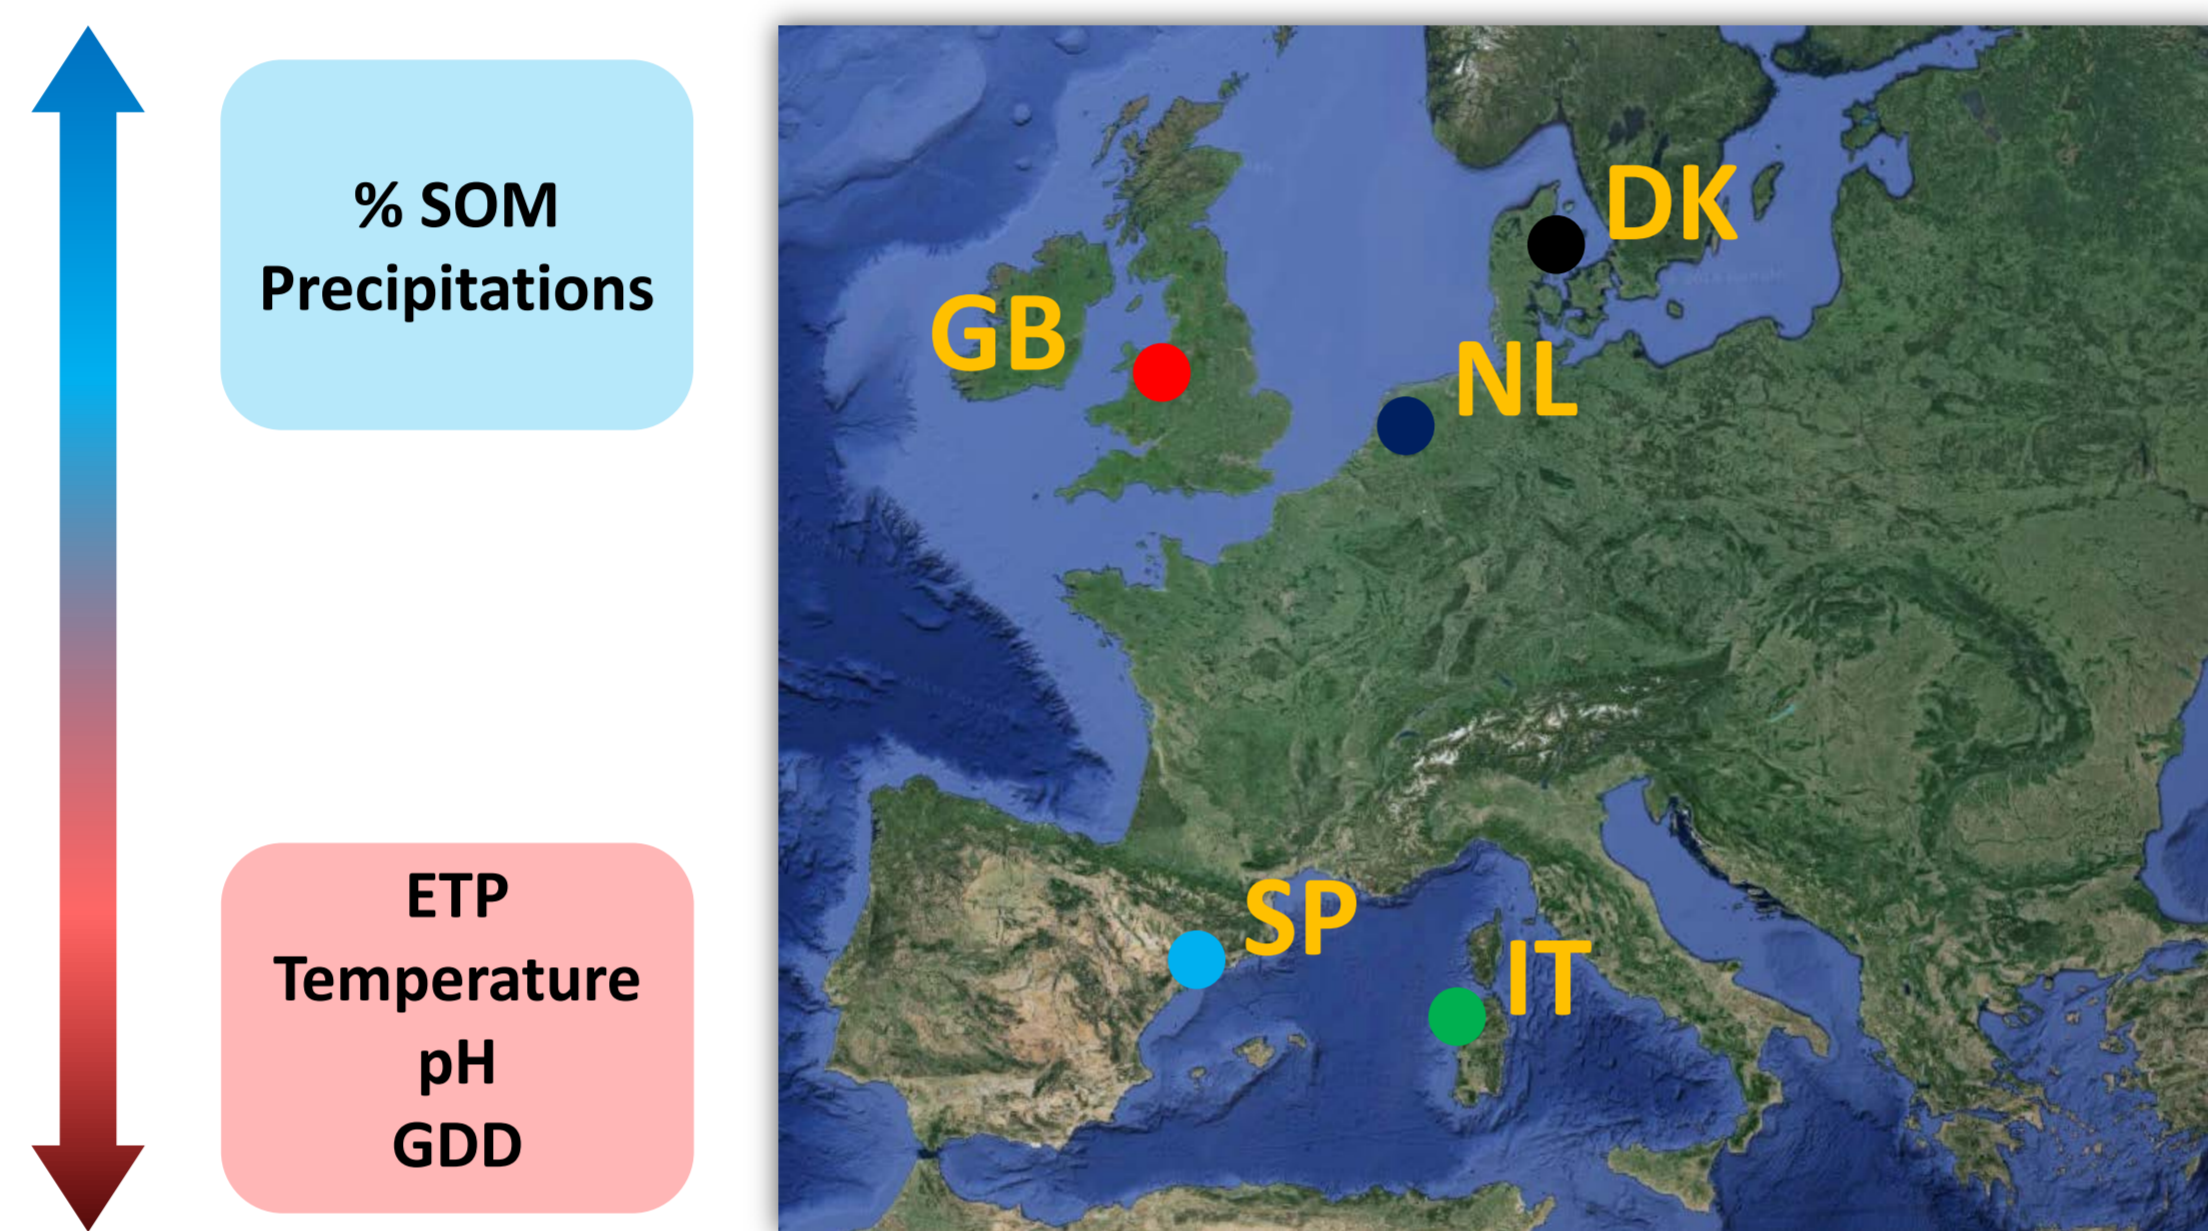 % SOM
Precipitations
ETP
Temperature
pH
GDD
DK
GB
NL
SP
IT